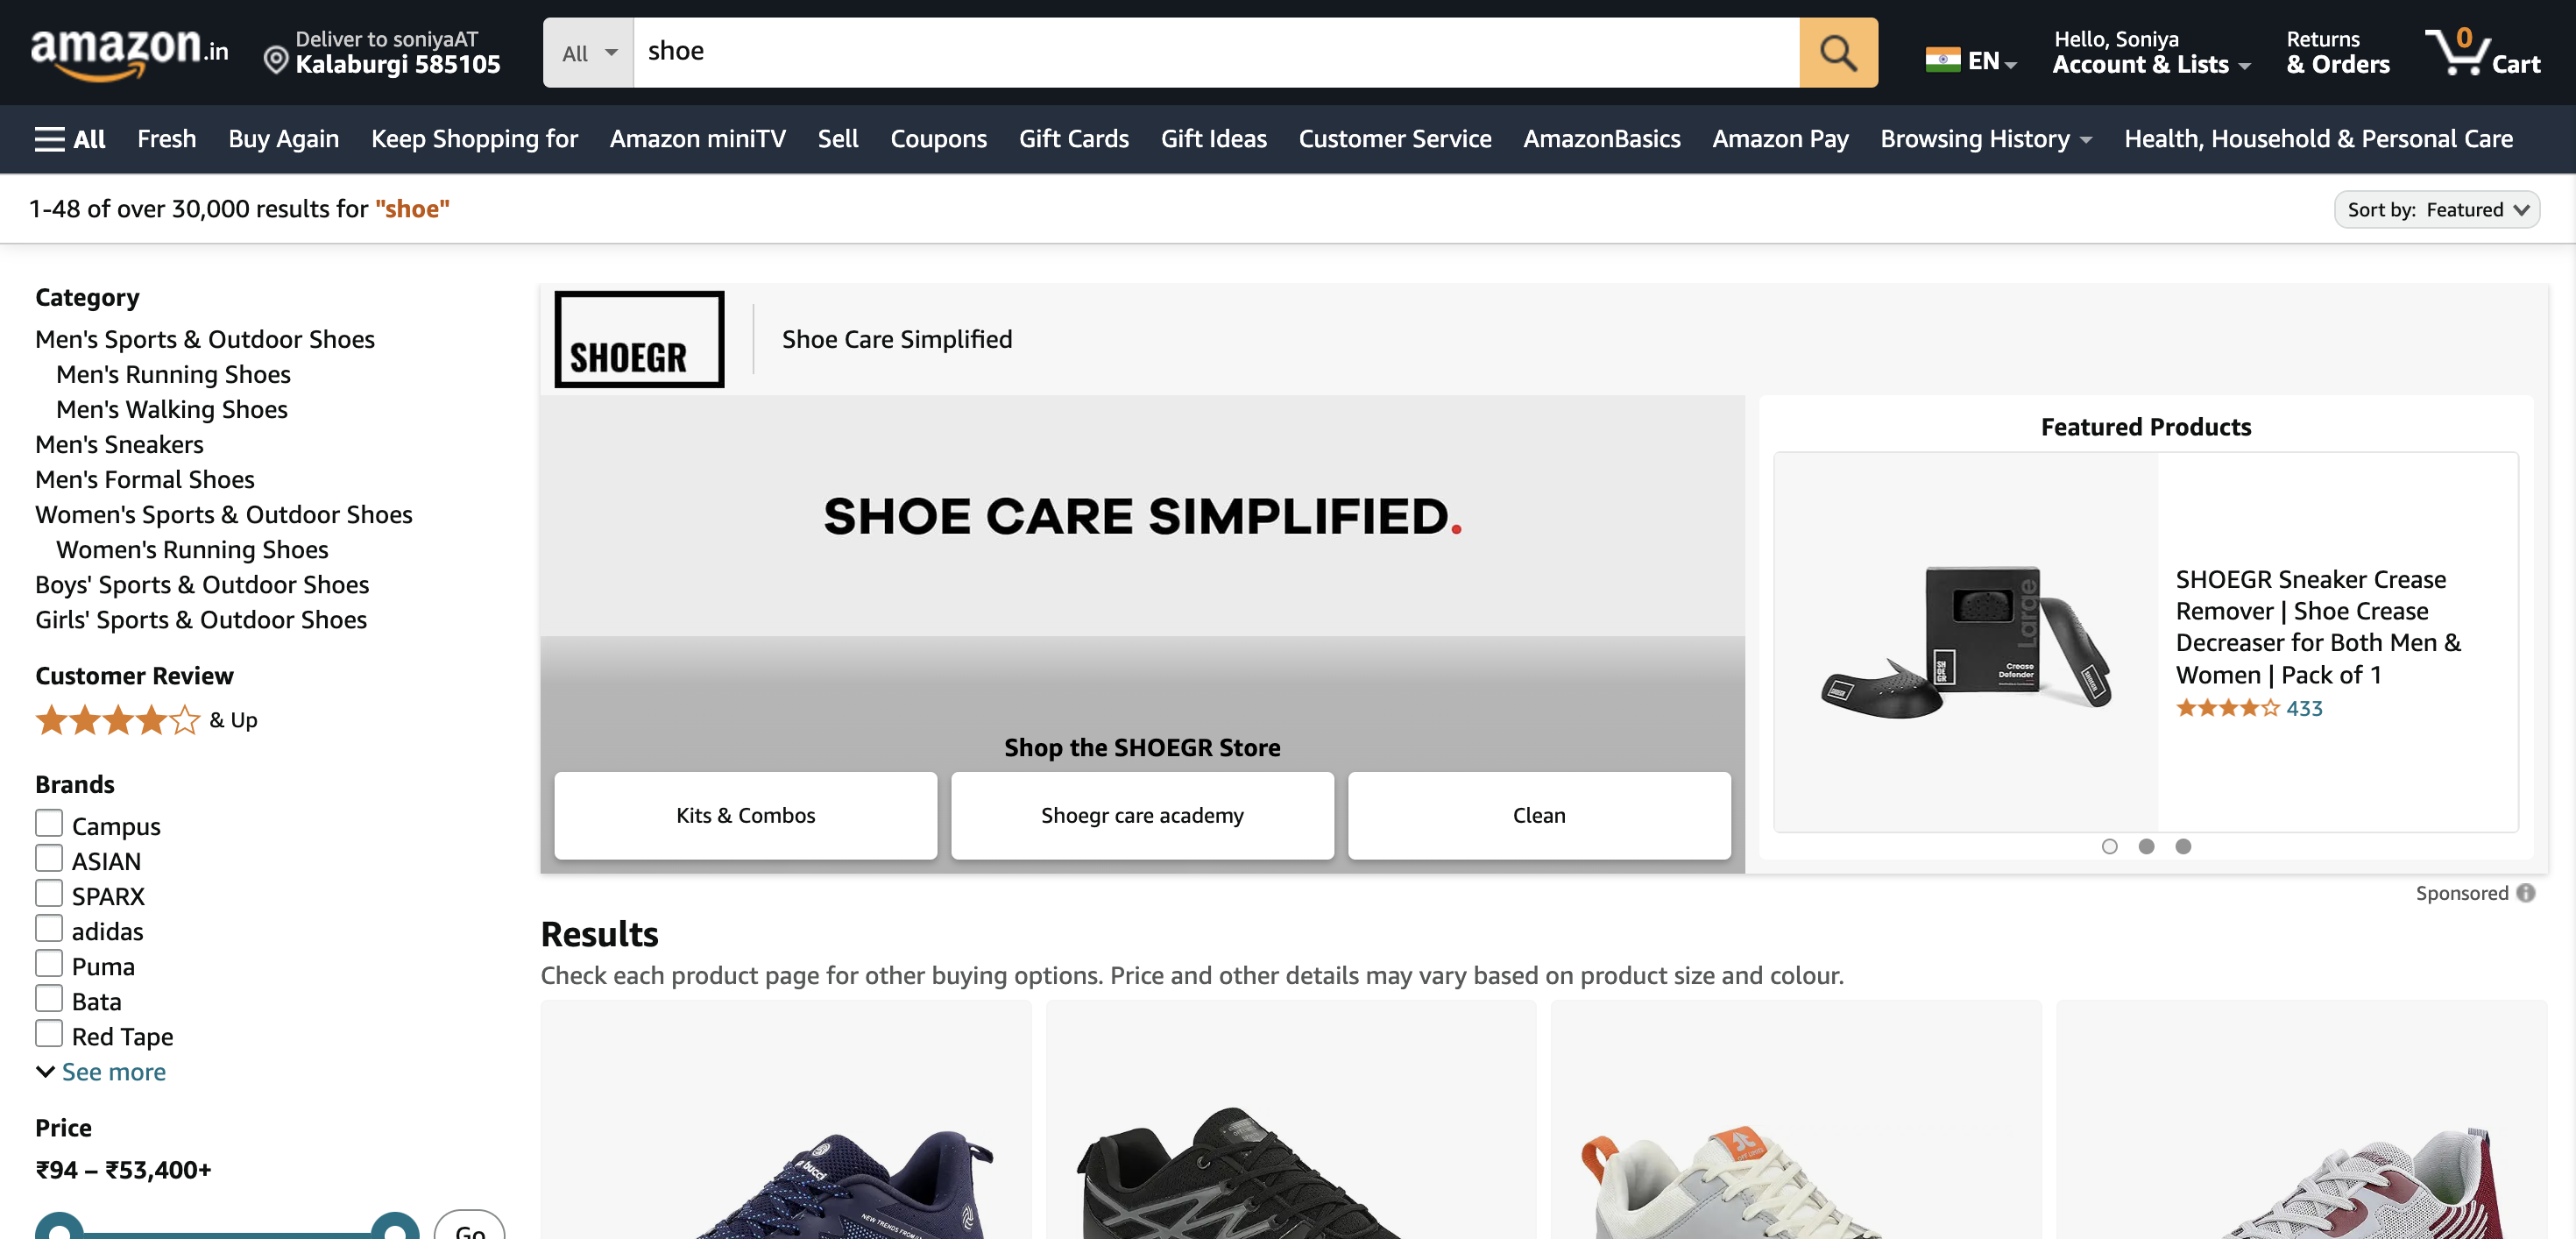 amazon.in
Deliver to soniyaAT
Kalaburgi 585105
All
shoe
EN
Hello, Soniya
Account & Lists
Returns
& Orders
0
Cart
All Fresh Buy Again Keep Shopping for Amazon miniTV Sell Coupons Gift Cards Gift Ideas Customer Service AmazonBasics Amazon Pay Browsing History Health, Household & Personal Care
1-48 of over 30,000 results for "shoe"
Sort by: Featured
Category
Men's Sports & Outdoor Shoes
Men's Running Shoes
Men's Walking Shoes
Men's Sneakers
Men's Formal Shoes
Women's Sports & Outdoor Shoes
Women's Running Shoes
Boys' Sports & Outdoor Shoes
Girls' Sports & Outdoor Shoes
Customer Review
& Up
Brands
Campus
ASIAN
SPARX
adidas
Puma
Bata
Red Tape
See more
Price
₹94 – ₹53,400+
Go
SHOEGR
Shoe Care Simplified
SHOE CARE SIMPLIFIED.
Shop the SHOEGR Store
Kits & Combos
Shoegr care academy
Clean
Featured Products
Large
SH
OE
GR
Crease
Defender
SHOEGR Sneaker Crease
Remover | Shoe Crease
Decreaser for Both Men &
Women | Pack of 1
433
Sponsored
Results
Check each product page for other buying options. Price and other details may vary based on product size and colour.
bucci